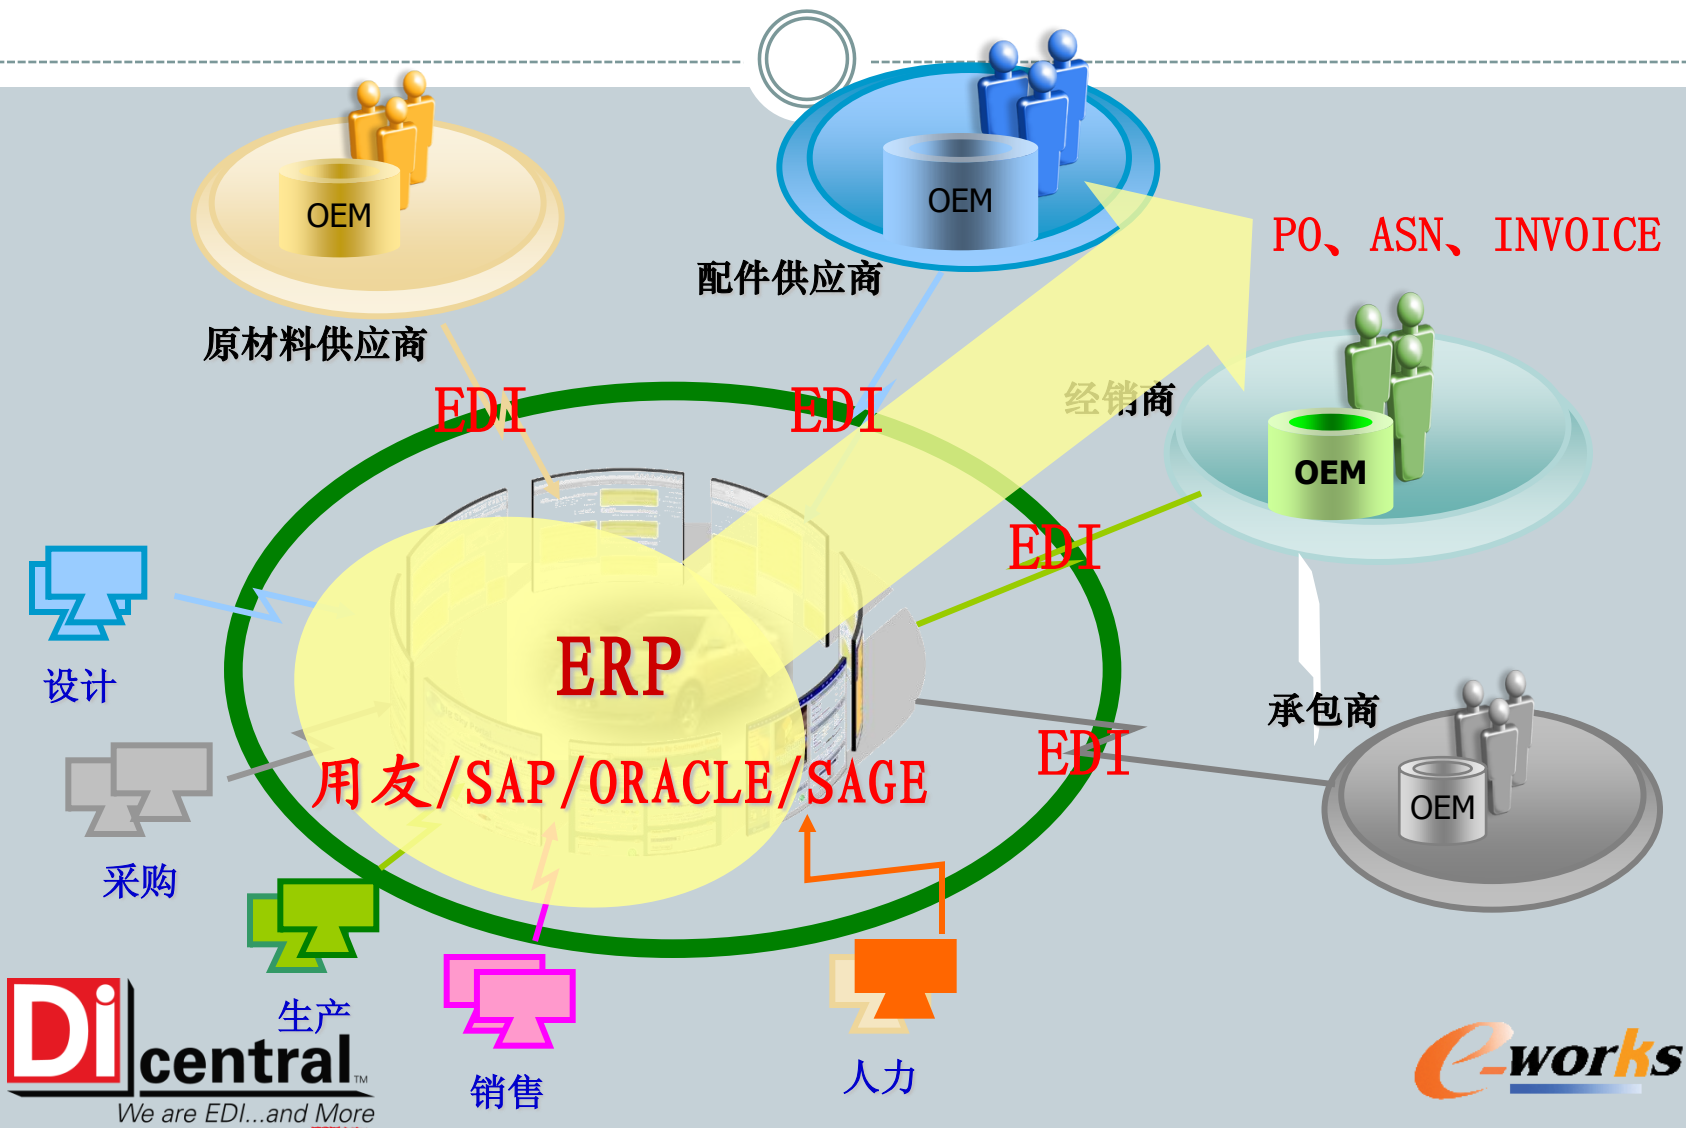 OEM
OEM
PO、ASN、INVOICE
配件供应商
原材料供应商
EDI
EDI
经销商
OEM
EDI
ERP
设计
承包商
EDI
用友/SAP/ORACLE/SAGE
OEM
采购
生产
Di central TM
We are EDI...and More
销售
人力
e-works